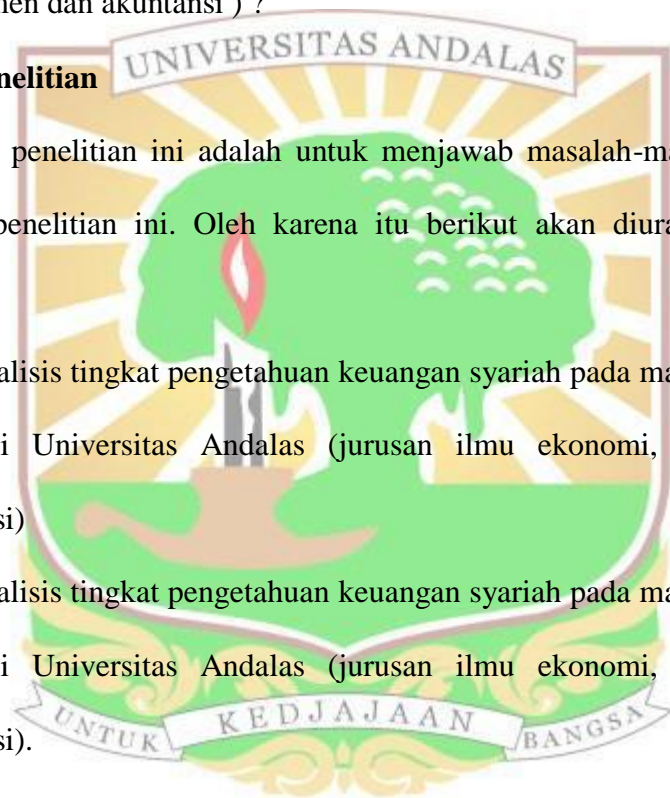 nen dan akuntansi ) ?
UNIVERSITAS ANDALAS
nelitian
penelitian ini adalah untuk menjawab masalah-ma
penelitian ini. Oleh karena itu berikut akan diura
alisis tingkat pengetahuan keuangan syariah pada ma
i Universitas Andalas (jurusan ilmu ekonomi,
si)
alisis tingkat pengetahuan keuangan syariah pada ma
i Universitas Andalas (jurusan ilmu ekonomi,
si).
UNTUK KEDJAJAAN BANGSA